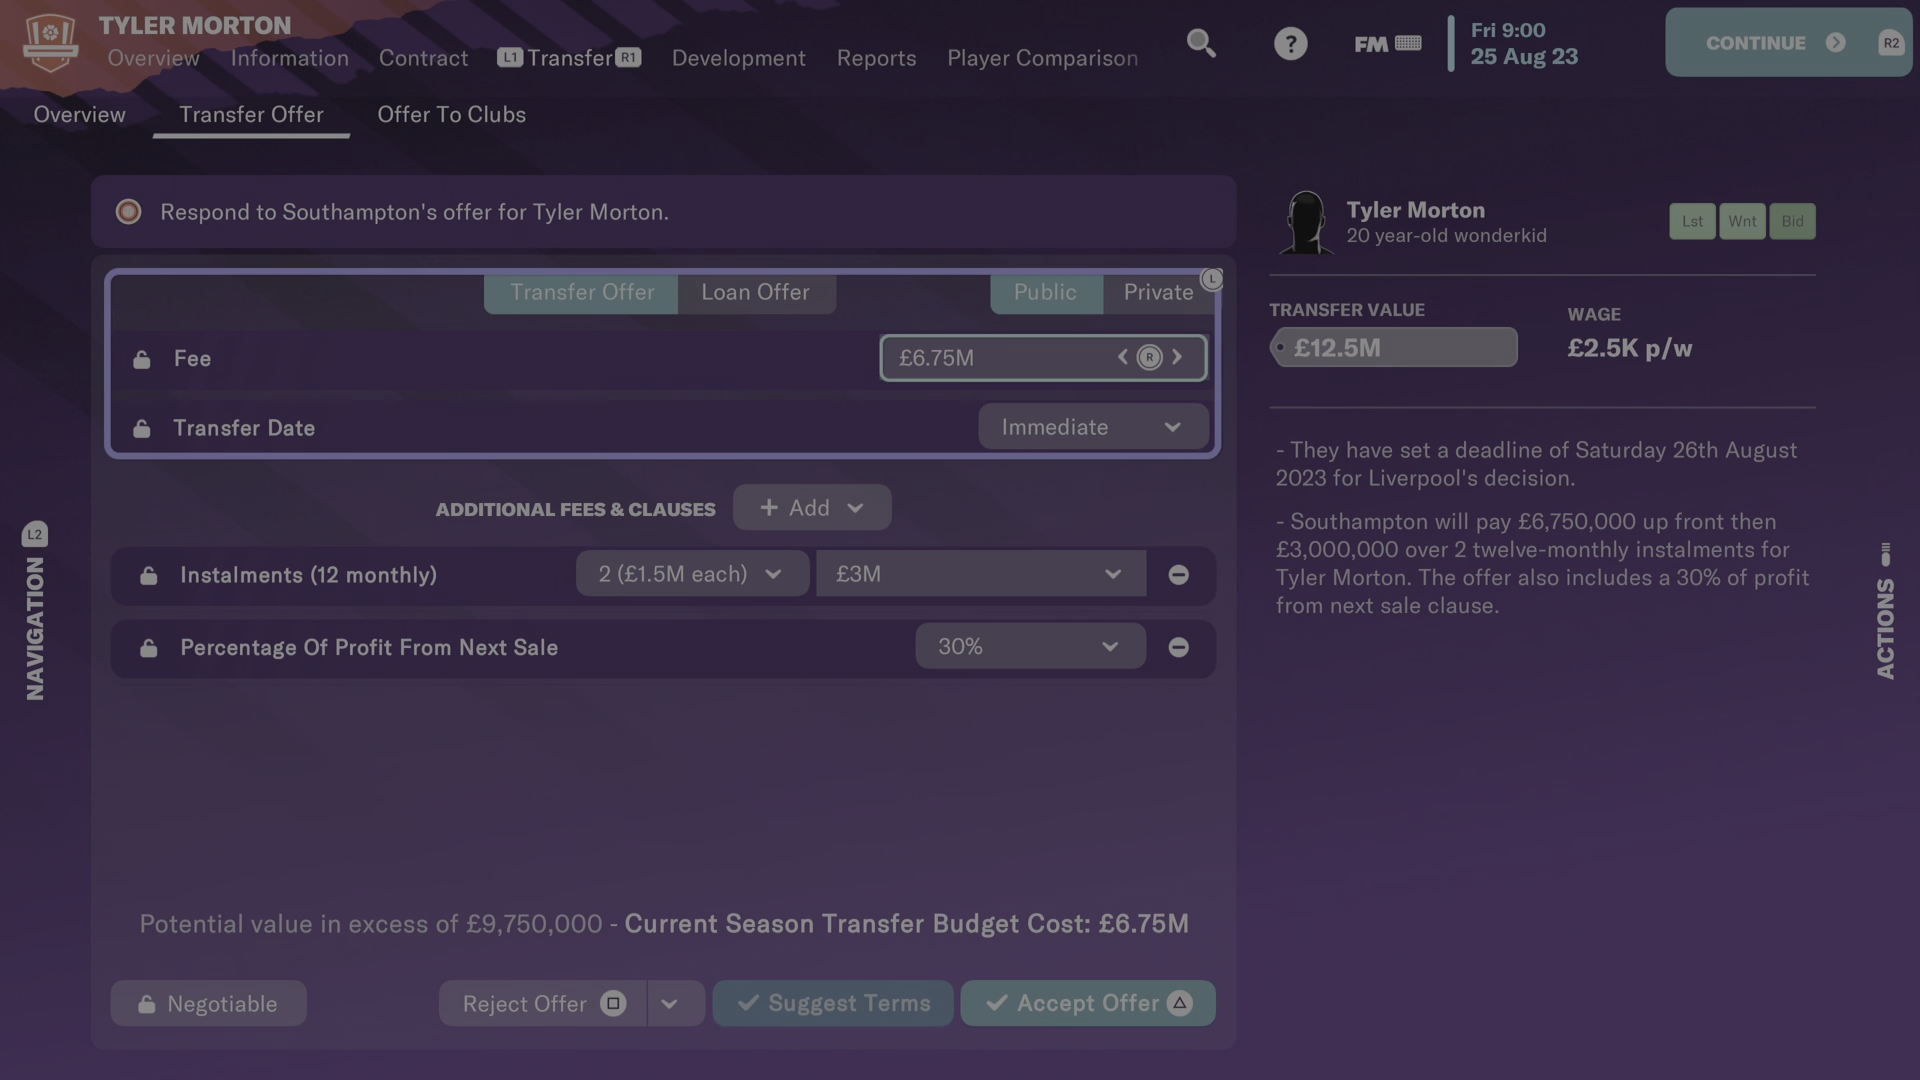 TYLER MORTON
Overview Information Contract L1 Transfer R1 Development Reports Player Comparison
? FM Fri 9:00
25 Aug 23
CONTINUE R2
Overview Transfer Offer Offer To Clubs
Respond to Southampton's offer for Tyler Morton.
Transfer Offer Loan Offer Public Private L
Fee £6.75M R
Transfer Date Immediate
ADDITIONAL FEES & CLAUSES + Add
Instalments (12 monthly) 2 (£1.5M each) £3M
Percentage Of Profit From Next Sale 30%
Potential value in excess of £9,750,000 - Current Season Transfer Budget Cost: £6.75M
Negotiable Reject Offer Suggest Terms Accept Offer
L2 NAVIGATION
Tyler Morton
20 year-old wonderkid
Lst Wnt Bid
TRANSFER VALUE WAGE
£12.5M £2.5K p/w
- They have set a deadline of Saturday 26th August
2023 for Liverpool's decision.
- Southampton will pay £6,750,000 up front then
£3,000,000 over 2 twelve-monthly instalments for
Tyler Morton. The offer also includes a 30% of profit
from next sale clause.
ACTIONS